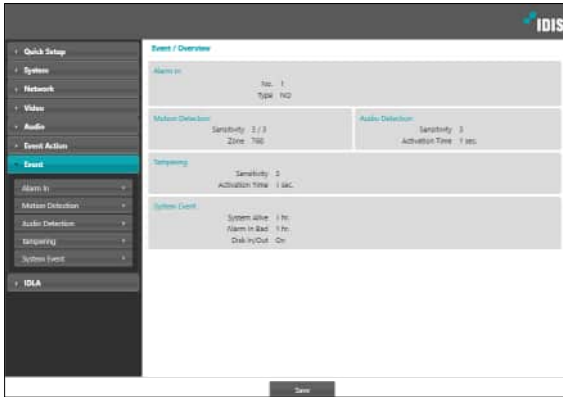 IDIS
Quick Setup
System
Network
Video
Audio
Event Action
Event
Alarm In
Motion Detection
Audio Detection
Tampering
System Event
IDLA
Event / Overview
Alarm In
No. 1
Type NO
Motion Detection
Sensitivity 3 / 3
Zone 768
Audio Detection
Sensitivity 3
Activation Time 1 sec.
Tampering
Sensitivity 3
Activation Time 1 sec.
System Event
System Alive 1 hr.
Alarm In Bad 1 hr.
Disk In/Out On
Save